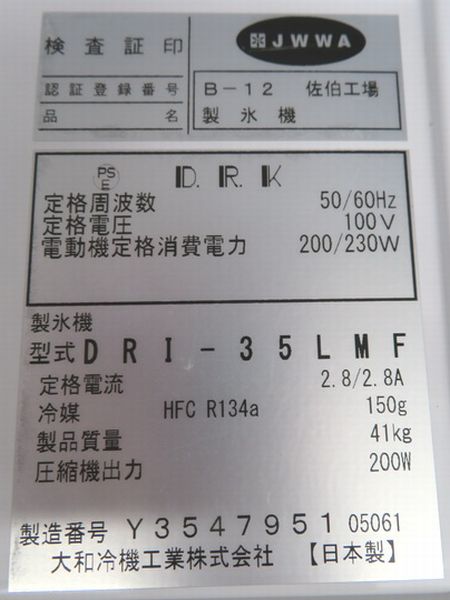 検査証印 JWWA
認証登録番号 B-12 佐伯工場
品名 製氷機
PS E D.R.K
定格周波数 50/60Hz
定格電圧 100V
電動機定格消費電力 200/230W
製氷機
型式 DRI-35LMF
定格電流 2.8/2.8A
冷媒 HFC R134a 150g
製品質量 41kg
圧縮機出力 200W
製造番号 Y3547951 05061
大和冷機工業株式会社 【日本製】